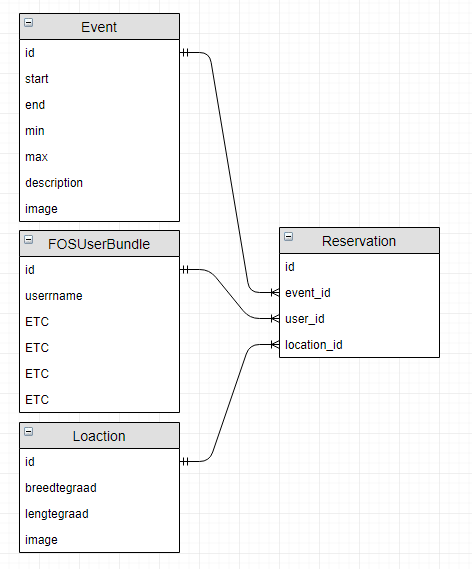 Event
id
start
end
min
max
description
image
FOSUserBundle
id
userrname
ETC
ETC
ETC
ETC
Loaction
id
breedtegraad
lengtegraad
image
Reservation
id
event_id
user_id
location_id